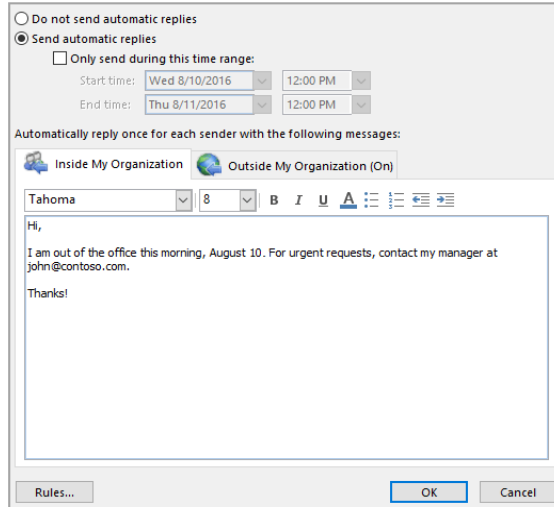 Do not send automatic replies
Send automatic replies
Only send during this time range:
Start time: Wed 8/10/2016 12:00 PM
End time: Thu 8/11/2016 12:00 PM
Automatically reply once for each sender with the following messages:
Inside My Organization Outside My Organization (On)
Tahoma 8 B I U A
Hi,
I am out of the office this morning, August 10. For urgent requests, contact my manager at
john@contoso.com.
Thanks!
Rules... OK Cancel